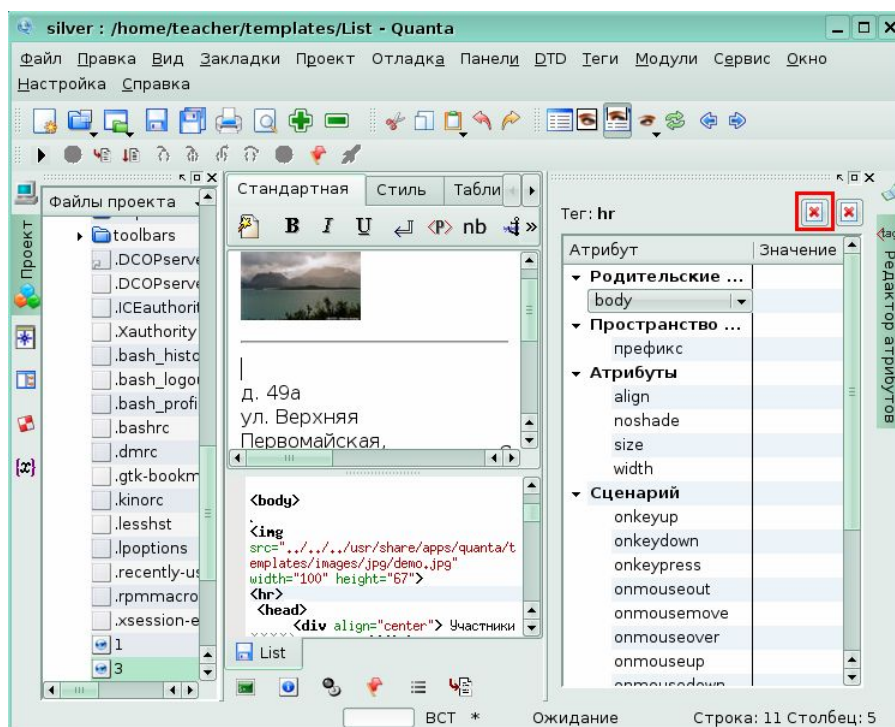 silver : /home/teacher/templates/List - Quanta
Файл Правка Вид Закладки Проект Отладка Панели DTD Теги Модули Сервис Окно
Настройка Справка
Проект
Файлы проекта
toolbars
.DCOPserve
.DCOPserve
.ICEauthorit
.Xauthority
.bash_histo
.bash_logou
.bash_profi
.bashrc
.dmrc
.gtk-bookm
.kinorc
.lesshst
.lpoptions
.recently-us
.rpmmacro
.xsession-e
1
3
{x}
Стандартная Стиль Табли
B I U <P> nb »
д. 49а
ул. Верхняя
Первомайская,
<body>
.
<img
src="../../../usr/share/apps/quanta/t
emplates/images/jpg/demo.jpg"
width="100" height="67">
<hr>
<head>
<div align="center"> Участники
List
Тег: hr
Атрибут Значение
Родительские ...
body
Пространство ...
префикс
Атрибуты
align
noshade
size
width
Сценарий
onkeyup
onkeydown
onkeypress
onmouseout
onmousemove
onmouseover
onmouseup
onmousedown
Редактор атрибутов
ВСТ * Ожидание Строка: 11 Столбец: 5